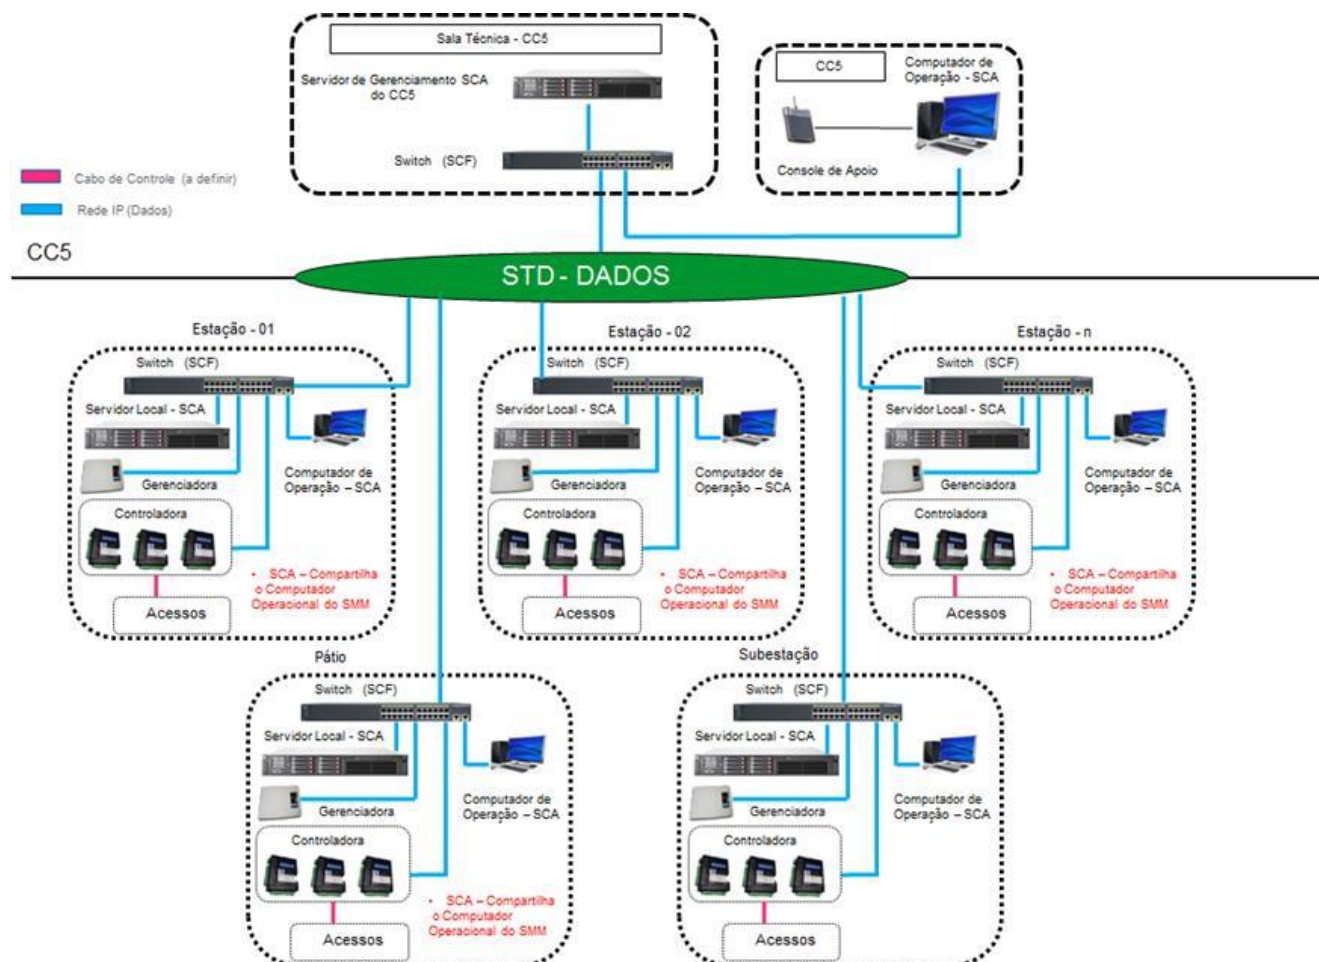 Sala Técnica - CC5
Servidor de Gerenciamento SCA
do CC5
Switch (SCF)
CC5
Computador de
Operação - SCA
Console de Apoio
Cabo de Controle (a definir)
Rede IP (Dados)
CC5
STD - DADOS
Estação - 01
Switch (SCF)
Servidor Local - SCA
Gerenciadora
Computador de
Operação – SCA
Controladora
• SCA – Compartilha
o Computador
Operacional do SMM
Acessos
Estação - 02
Switch (SCF)
Servidor Local - SCA
Gerenciadora
Computador de
Operação – SCA
Controladora
• SCA – Compartilha
o Computador
Operacional do SMM
Acessos
Estação - n
Switch (SCF)
Servidor Local - SCA
Gerenciadora
Computador de
Operação – SCA
Controladora
• SCA – Compartilha
o Computador
Operacional do SMM
Acessos
Pátio
Switch (SCF)
Servidor Local - SCA
Gerenciadora
Computador de
Operação – SCA
Controladora
• SCA – Compartilha
o Computador
Operacional do SMM
Acessos
Subestação
Switch (SCF)
Servidor Local - SCA
Gerenciadora
Computador de
Operação – SCA
Controladora
Acessos